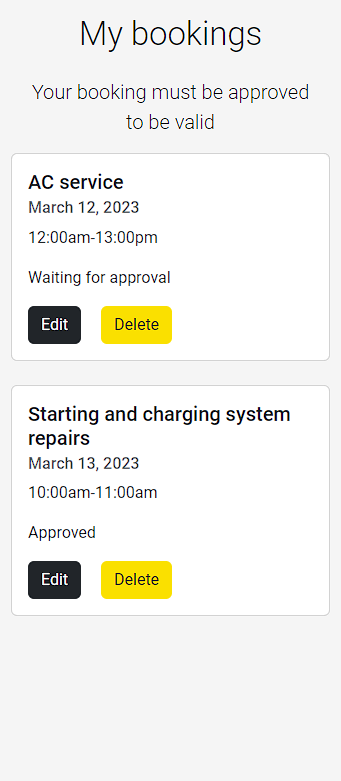 My bookings
Your booking must be approved
to be valid
AC service
March 12, 2023
12:00am-13:00pm
Waiting for approval
Edit Delete
Starting and charging system
repairs
March 13, 2023
10:00am-11:00am
Approved
Edit Delete